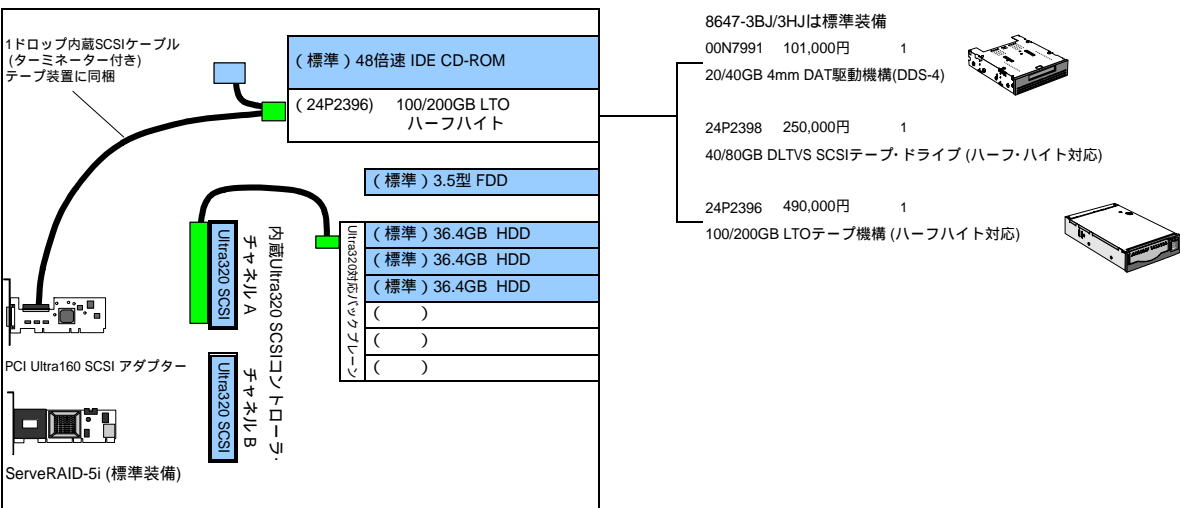 1ドロップ内蔵SCSIケーブル
(ターミネーター付き)
テープ装置に同梱
(標準)48倍速 IDE CD-ROM
(24P2396) 100/200GB LTO
ハーフハイト
(標準)3.5型 FDD
Ultra320対応バックプレーン
(標準)36.4GB HDD
(標準)36.4GB HDD
(標準)36.4GB HDD
( )
( )
( )
Ultra320 SCSI
チャネル A
内蔵Ultra320 SCSIコントローラ・
Ultra320 SCSI
チャネル B
PCI Ultra160 SCSI アダプター
ServeRAID-5i (標準装備)
8647-3BJ/3HJは標準装備
00N7991 101,000円 1
20/40GB 4mm DAT駆動機構(DDS-4)
24P2398 250,000円 1
40/80GB DLTVS SCSIテープ・ドライブ (ハーフ・ハイト対応)
24P2396 490,000円 1
100/200GB LTOテープ機構 (ハーフハイト対応)